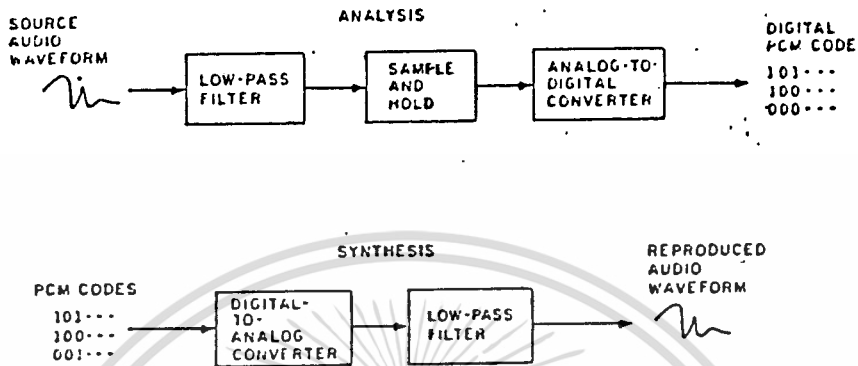 ANALYSIS
SOURCE
AUDIO
WAVEFORM
LOW-PASS
FILTER
SAMPLE
AND
HOLD
ANALOG-TO-
DIGITAL
CONVERTER
DIGITAL
PCM CODE
101...
100...
000...
SYNTHESIS
PCM CODES
101...
100...
001...
DIGITAL-
TO-
ANALOG
CONVERTER
LOW-PASS
FILTER
REPRODUCED
AUDIO
WAVEFORM